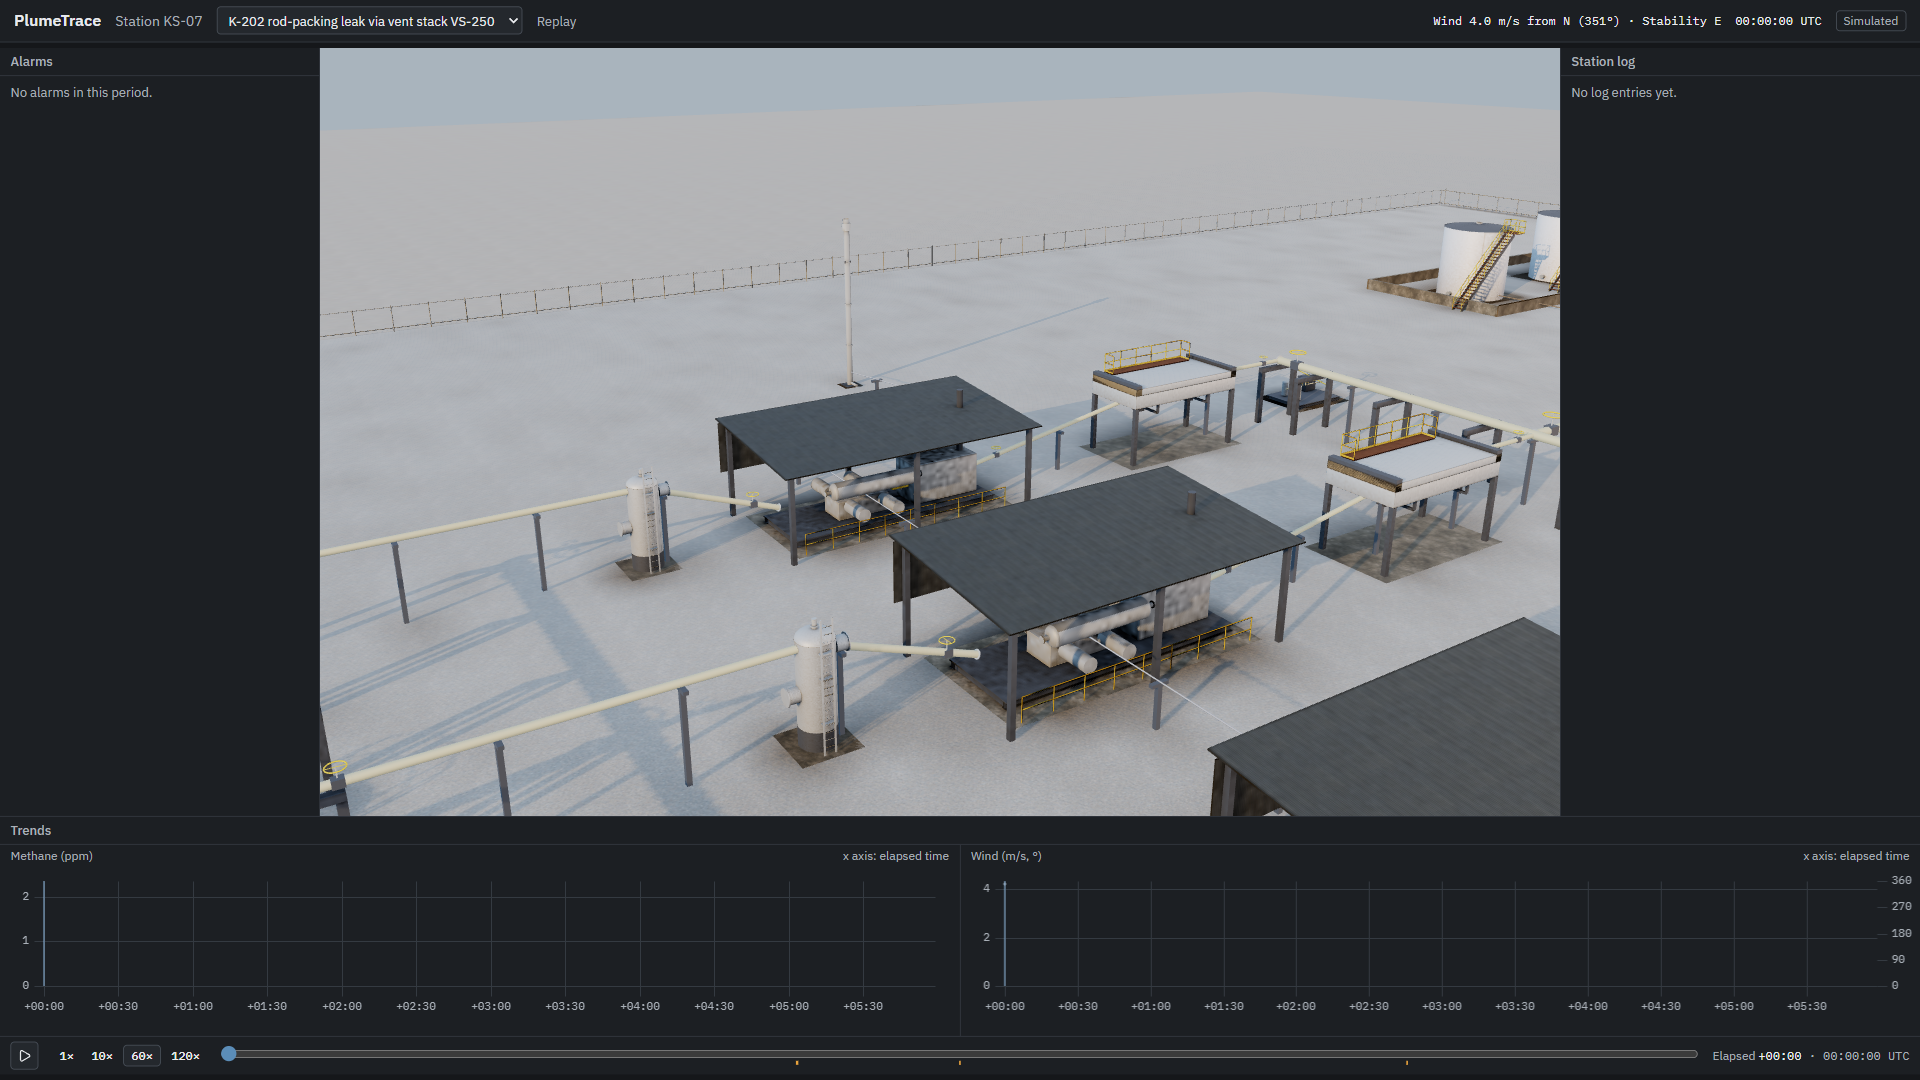 PlumeTrace Station KS-07 K-202 rod-packing leak via vent stack VS-250 Replay Wind 4.0 m/s from N (351°) · Stability E 00:00:00 UTC Simulated
Alarms
No alarms in this period.
Station log
No log entries yet.
Trends
Methane (ppm) x axis: elapsed time
2
1
0
+00:00 +00:30 +01:00 +01:30 +02:00 +02:30 +03:00 +03:30 +04:00 +04:30 +05:00 +05:30
Wind (m/s, °) x axis: elapsed time
4
2
0
360
270
180
90
0
+00:00 +00:30 +01:00 +01:30 +02:00 +02:30 +03:00 +03:30 +04:00 +04:30 +05:00 +05:30
1× 10× 60× 120× Elapsed +00:00 · 00:00:00 UTC